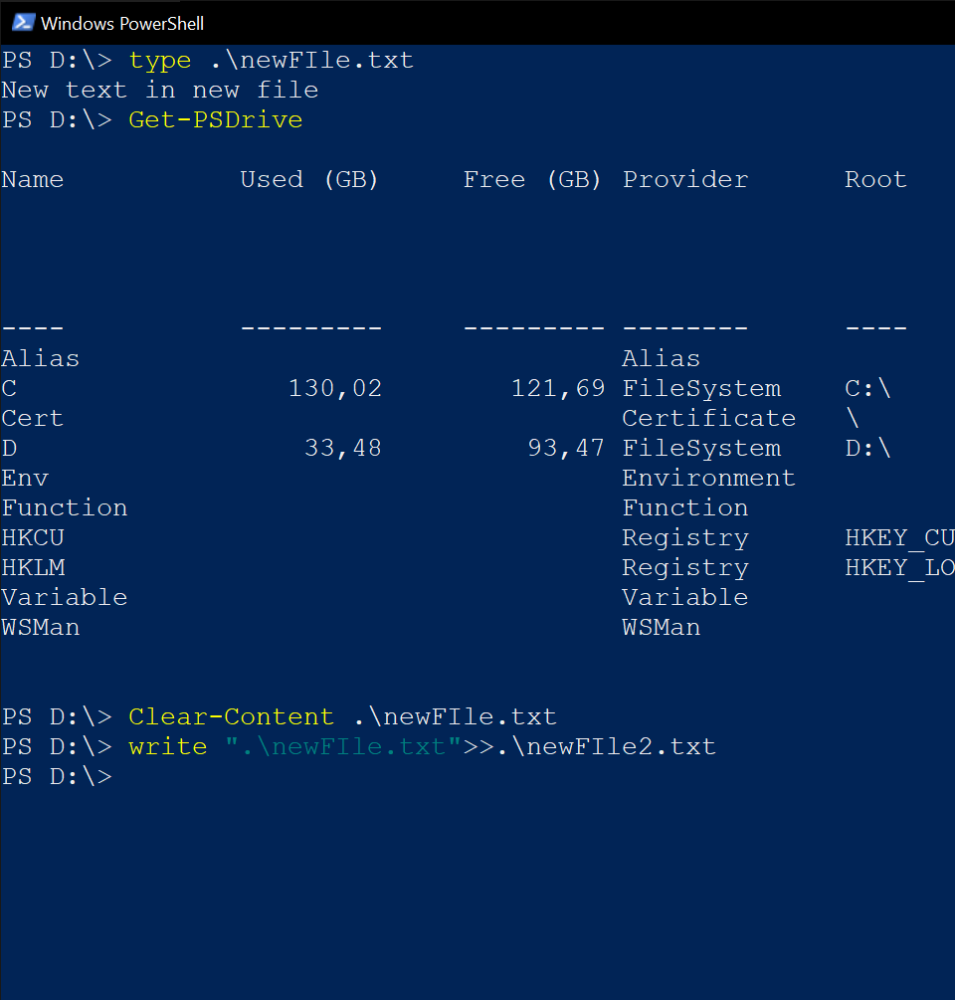 Windows PowerShell
PS D:\> type .\newFIle.txt
New text in new file
PS D:\> Get-PSDrive
Name           Used (GB)     Free (GB) Provider      Root
----           ---------     --------- --------      ----
Alias                                  Alias
C                 130,02        121,69 FileSystem    C:\
Cert                                   Certificate   \
D                  33,48         93,47 FileSystem    D:\
Env                                    Environment
Function                               Function
HKCU                                   Registry      HKEY_CU
HKLM                                   Registry      HKEY_LO
Variable                               Variable
WSMan                                  WSMan
PS D:\> Clear-Content .\newFIle.txt
PS D:\> write ".\newFIle.txt">>.\newFIle2.txt
PS D:\>